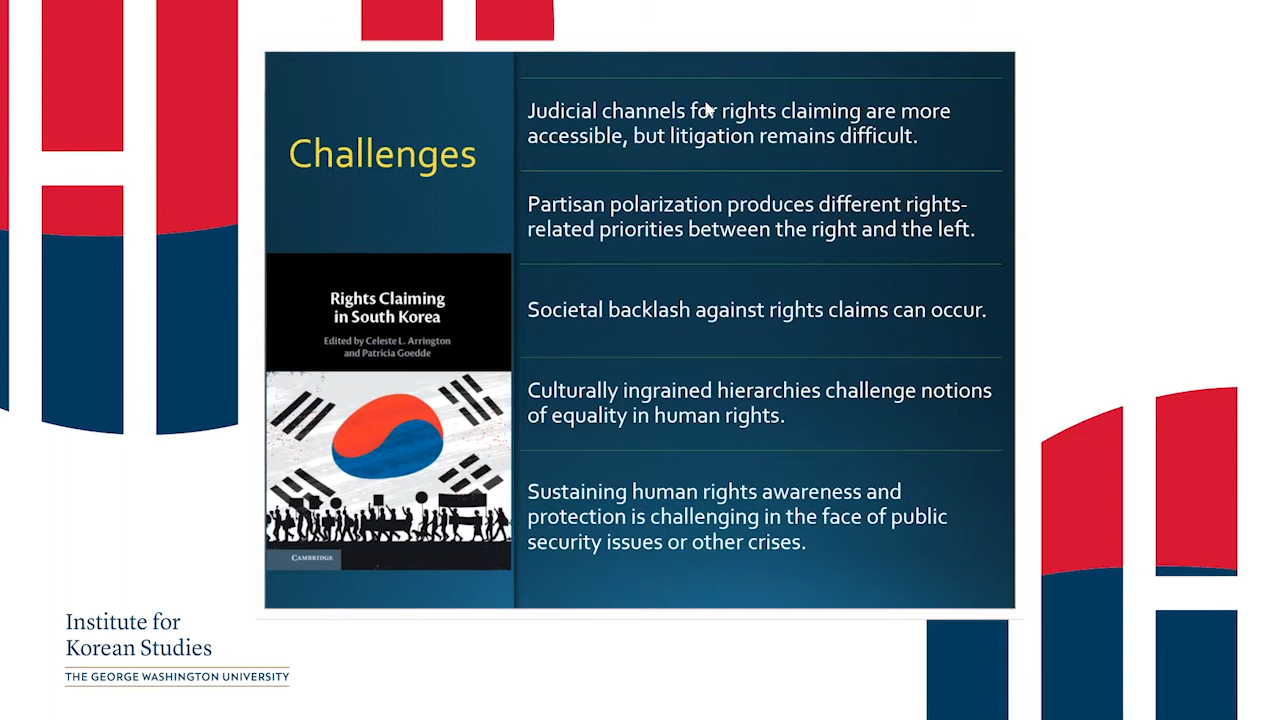 Challenges
Judicial channels for rights claiming are more
accessible, but litigation remains difficult.
Partisan polarization produces different rights-
related priorities between the right and the left.
Societal backlash against rights claims can occur.
Culturally ingrained hierarchies challenge notions
of equality in human rights.
Sustaining human rights awareness and
protection is challenging in the face of public
security issues or other crises.
Rights Claiming
in South Korea
Edited by Celeste L. Arrington
and Patricia Goedde
CAMBRIDGE
Institute for
Korean Studies
THE GEORGE WASHINGTON UNIVERSITY